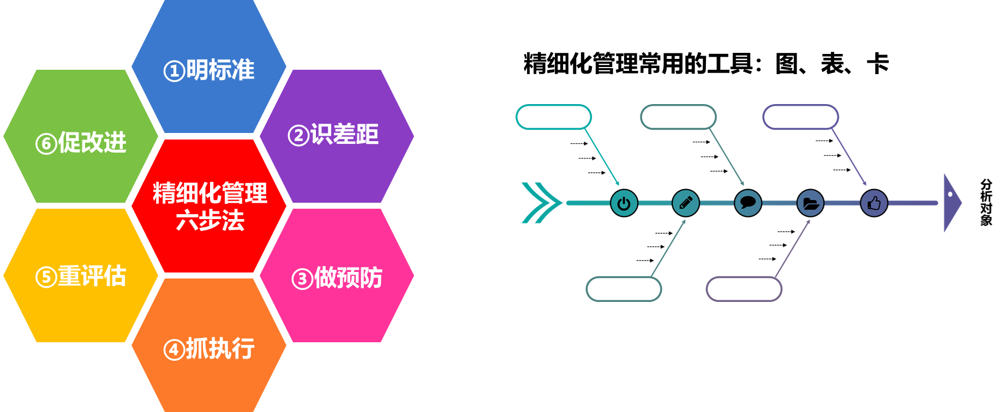 ①明标准
②识差距
③做预防
④抓执行
⑤重评估
⑥促改进
精细化管理
六步法
精细化管理常用的工具：图、表、卡
分析对象